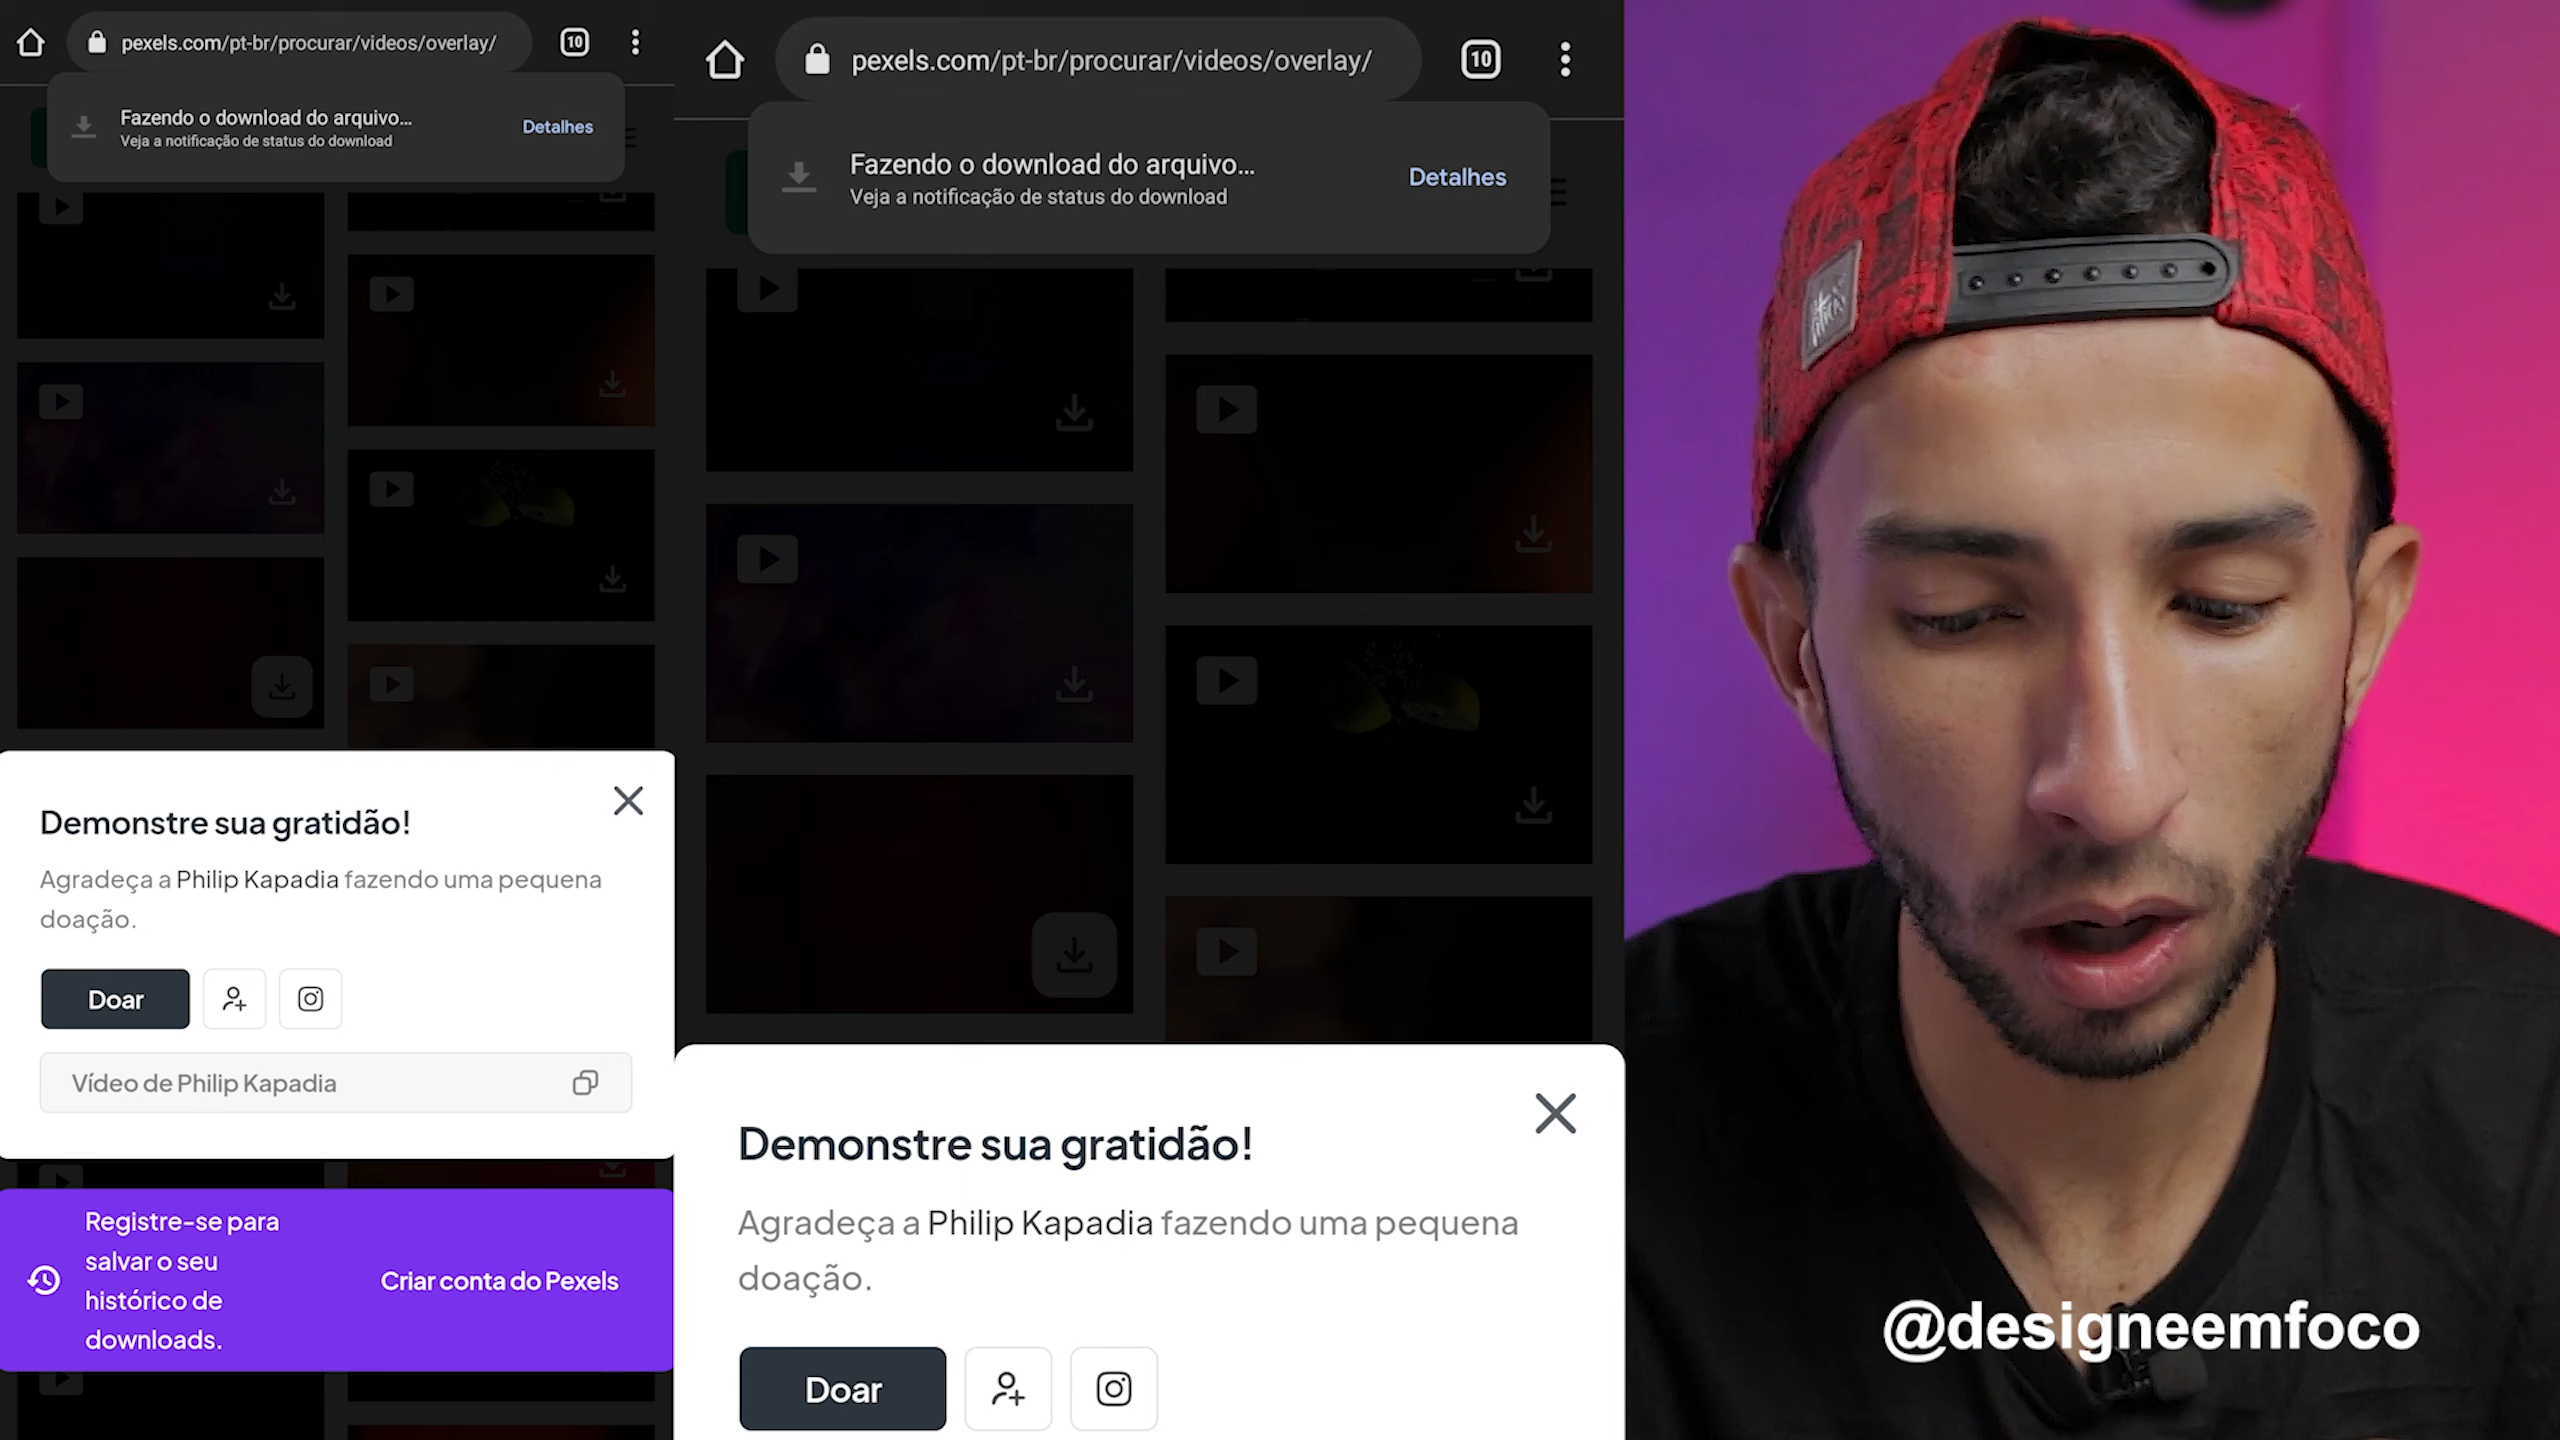 pexels.com/pt-br/procurar/videos/overlay/
10
Fazendo o download do arquivo...
Veja a notificação de status do download
Detalhes
Demonstre sua gratidão!
Agradeça a Philip Kapadia fazendo uma pequena
doação.
Doar
Vídeo de Philip Kapadia
Registre-se para
salvar o seu
histórico de
downloads.
Criar conta do Pexels
pexels.com/pt-br/procurar/videos/overlay/
10
Fazendo o download do arquivo...
Veja a notificação de status do download
Detalhes
Demonstre sua gratidão!
Agradeça a Philip Kapadia fazendo uma pequena
doação.
Doar
@designeemfoco